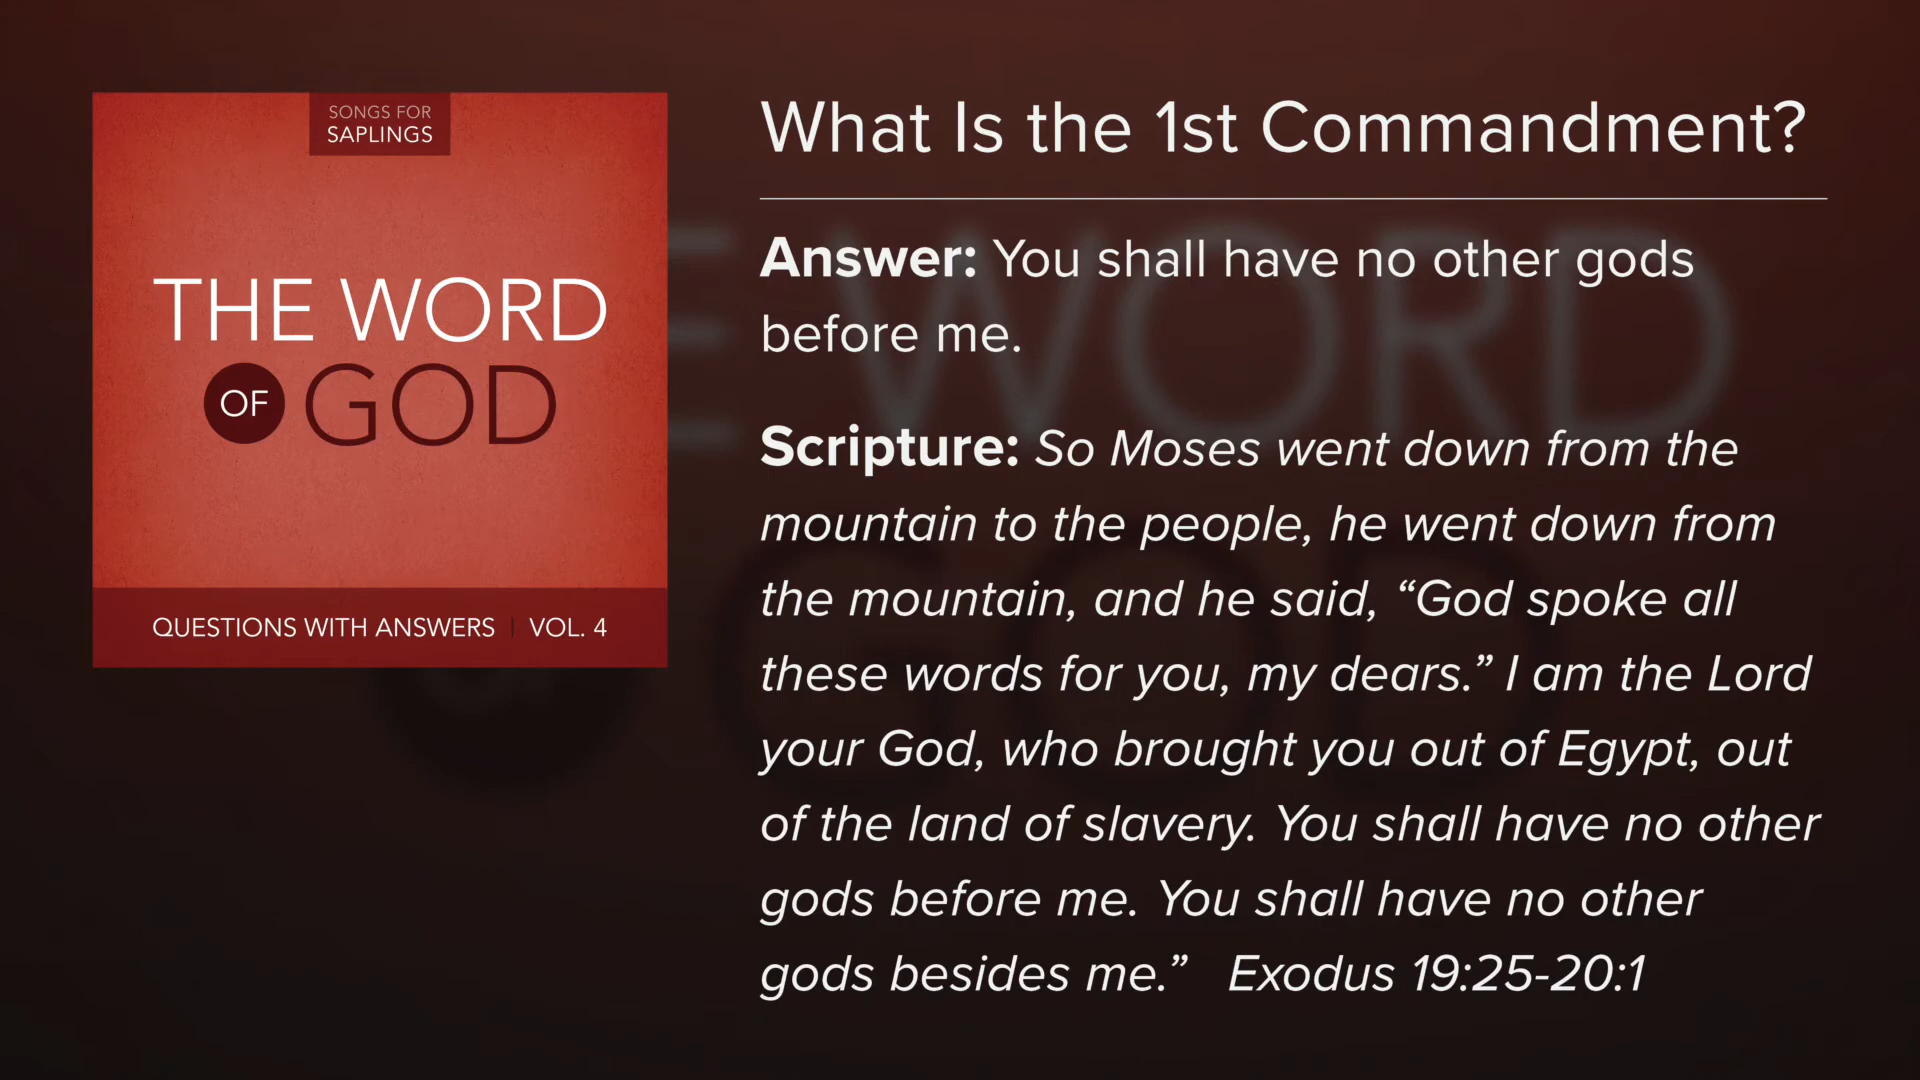 SONGS FOR
SAPLINGS
THE WORD
OF GOD
QUESTIONS WITH ANSWERS | VOL. 4
What Is the 1st Commandment?
Answer: You shall have no other gods
before me.
Scripture: So Moses went down from the
mountain to the people, he went down from
the mountain, and he said, “God spoke all
these words for you, my dears.” I am the Lord
your God, who brought you out of Egypt, out
of the land of slavery. You shall have no other
gods before me. You shall have no other
gods besides me.” Exodus 19:25-20:1